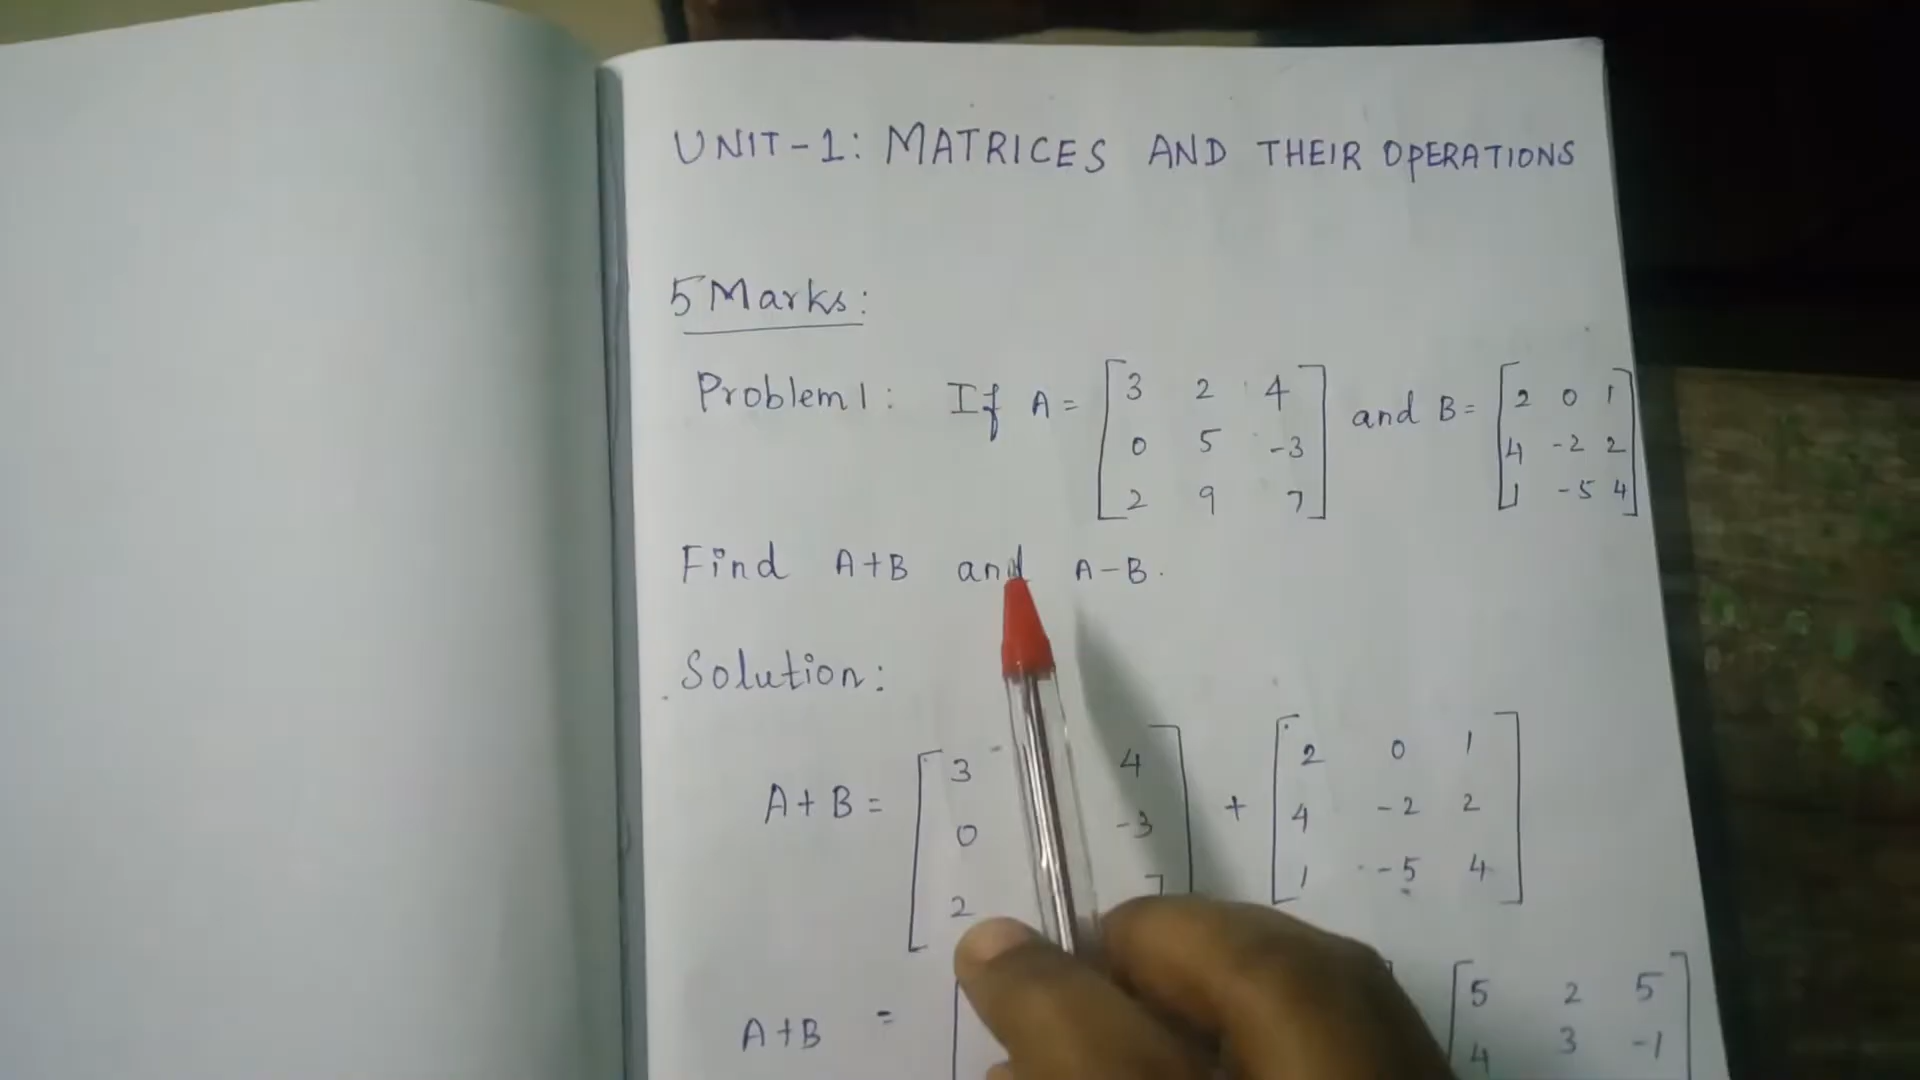 UNIT-1: MATRICES AND THEIR OPERATIONS
5 Marks:
Problem 1: If A = [3 2 4 and B = [2 0 1
0 5 -3 4 -2 2
2 9 7] 1 -5 4]
Find A+B and A-B.
Solution:
A+B = [3 4] + [2 0 1]
0 -3 4 -2 2
2 7 1 -5 4
A+B = [5 2 5]
4 3 -1